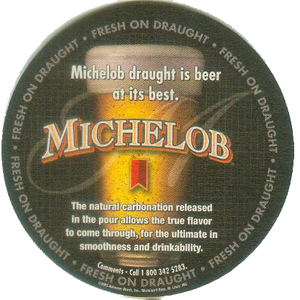 • FRESH ON DRAUGHT • FRESH ON DRAUGHT • FRESH ON DRAUGHT • FRESH ON DRAUGHT • FRESH ON DRAUGHT
Michelob draught is beer
at its best.
MICHELOB
The natural carbonation released
in the pour allows the true flavor
to come through, for the ultimate in
smoothness and drinkability.
Comments • Call 1 800 342 5283.